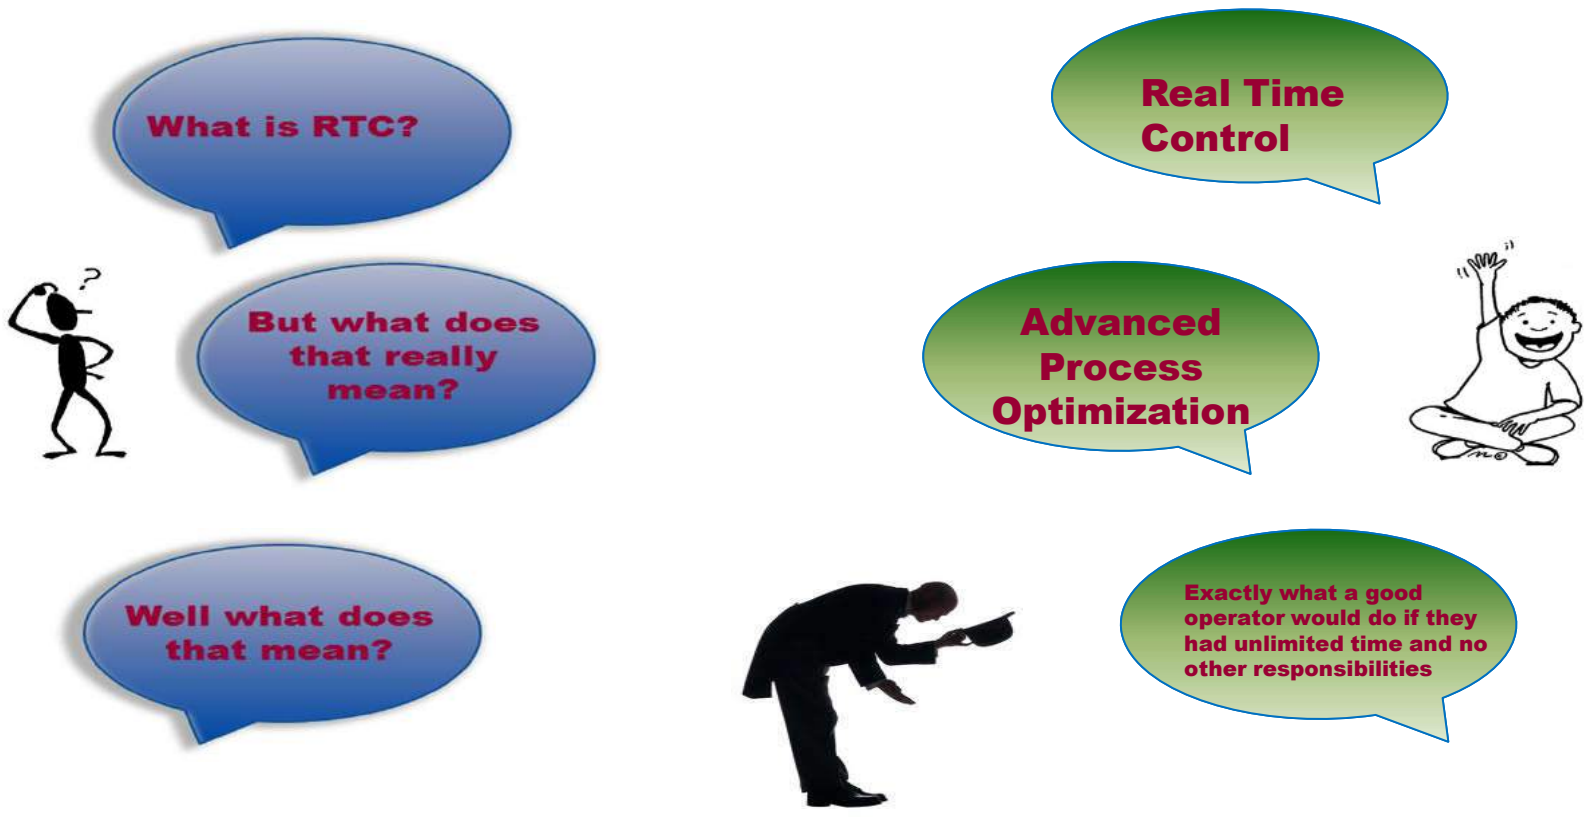 What is RTC?
Real Time
Control
?
But what does
that really
mean?
Advanced
Process
Optimization
Well what does
that mean?
Exactly what a good
operator would do if they
had unlimited time and no
other responsibilities